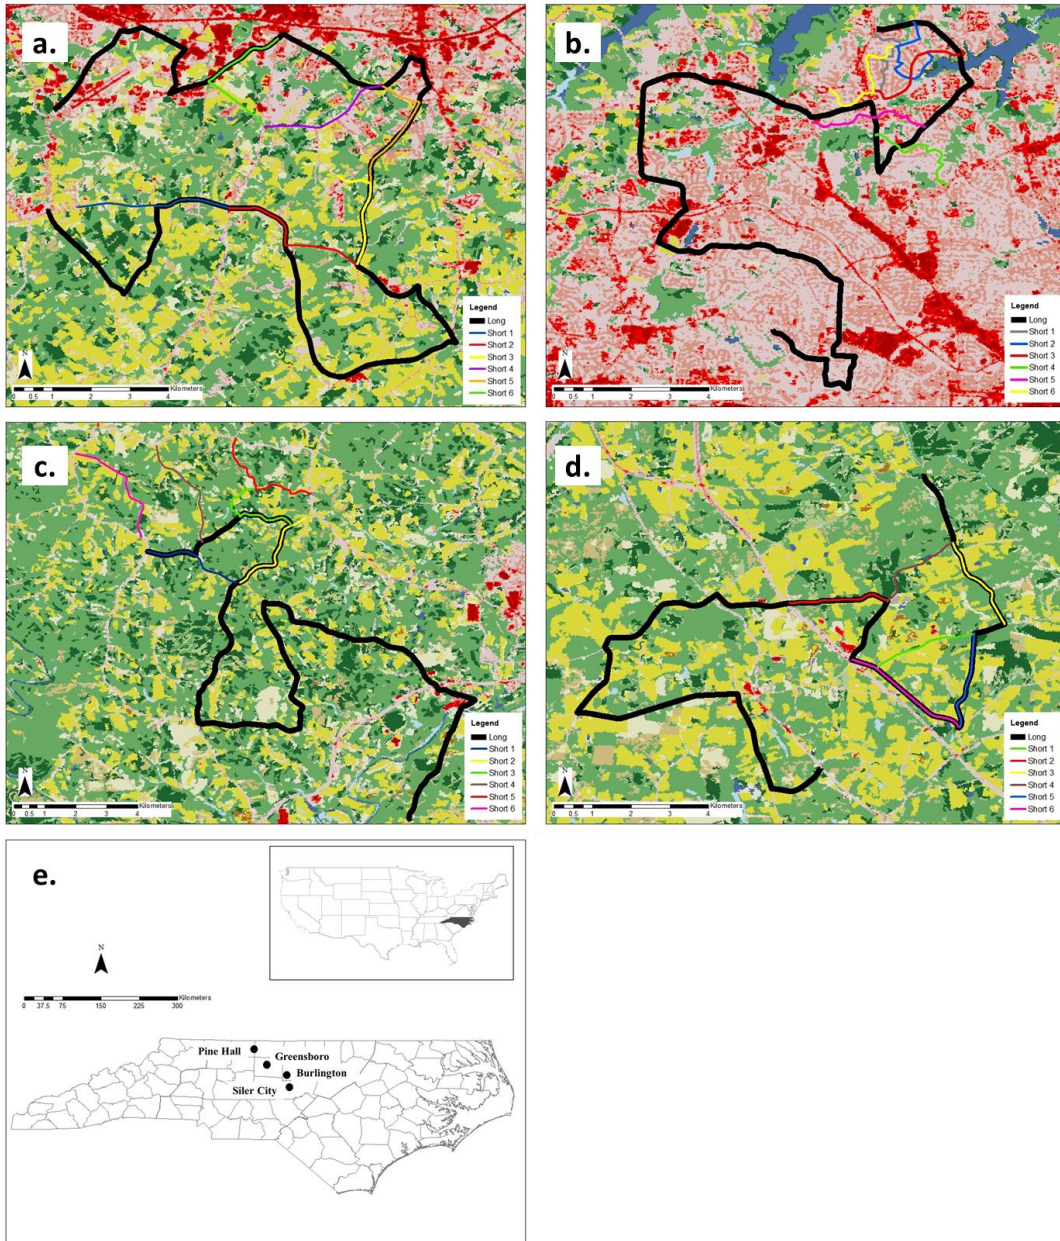 a.
N
0 0.5 1 2 3 4
Kilometers
Legend
Long
Short 1
Short 2
Short 3
Short 4
Short 5
Short 6
b.
N
0 0.5 1 2 3 4
Kilometers
Legend
Long
Short 1
Short 2
Short 3
Short 4
Short 5
Short 6
c.
N
0 0.5 1 2 3 4
Kilometers
Legend
Long
Short 1
Short 2
Short 3
Short 4
Short 5
Short 6
d.
N
0 0.5 1 2 3 4
Kilometers
Legend
Long
Short 1
Short 2
Short 3
Short 4
Short 5
Short 6
e.
N
Kilometers
0 37.5 75 150 225 300
Pine Hall
Greensboro
Burlington
Siler City